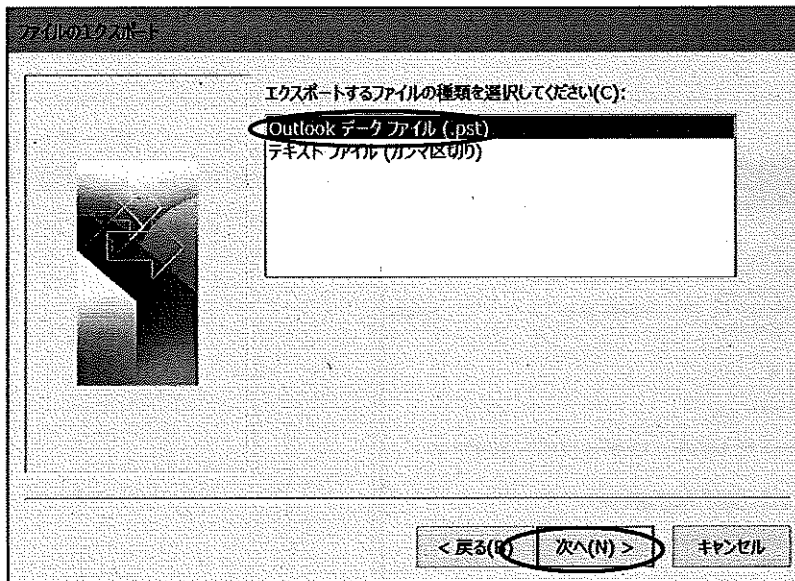 ファイルのエクスポート
エクスポートするファイルの種類を選択してください(C):
Outlook データ ファイル (.pst)
テキスト ファイル (カンマ区切り)
< 戻る(B)
次へ(N) >
キャンセル